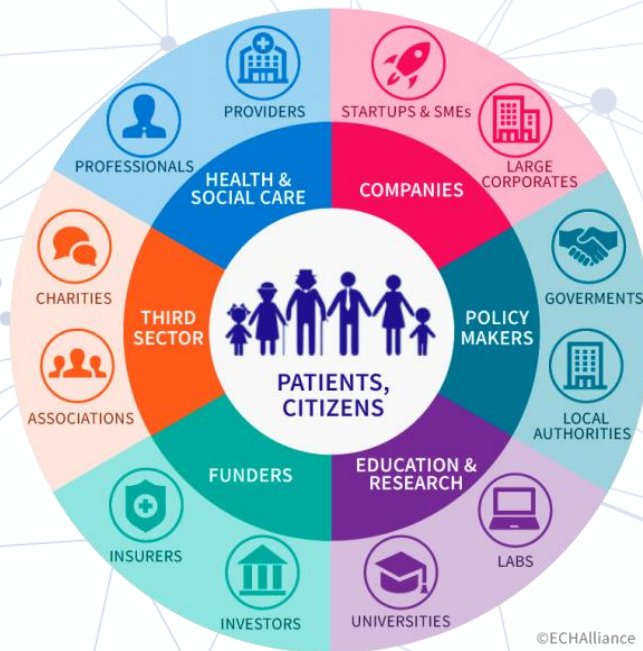 PROVIDERS
PROFESSIONALS
HEALTH &
SOCIAL CARE
STARTUPS & SMEs
LARGE
CORPORATES
COMPANIES
GOVERMENTS
LOCAL
AUTHORITIES
POLICY
MAKERS
EDUCATION &
RESEARCH
LABS
UNIVERSITIES
FUNDERS
INSURERS
INVESTORS
THIRD
SECTOR
CHARITIES
ASSOCIATIONS
PATIENTS,
CITIZENS
©ECHAlliance